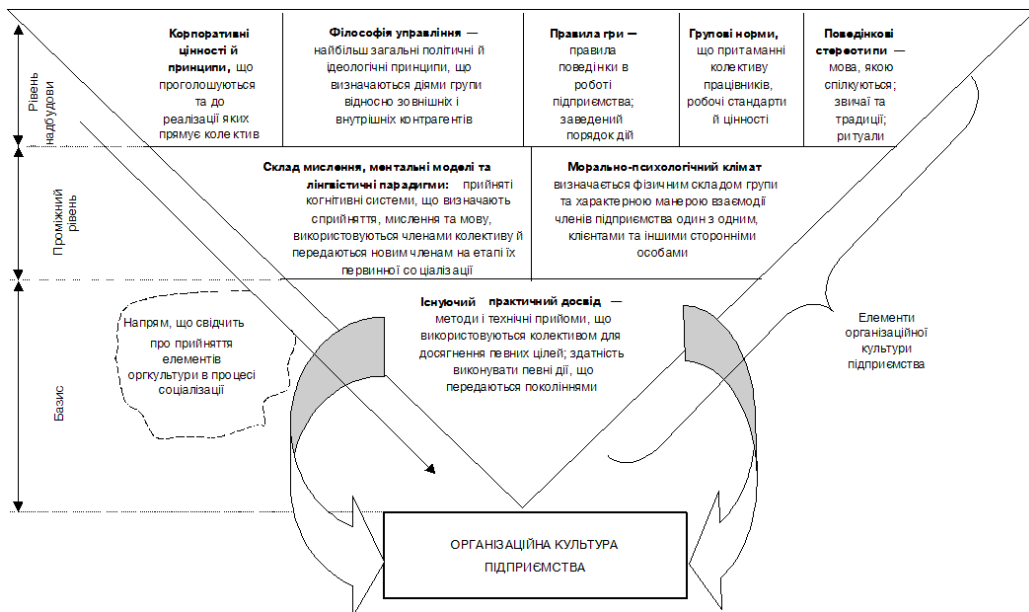 Рівень
надбудови
Корпоративні
цінності й
принципи, що
проголошуються
та до
реалізації яких
прямує колектив
Філософія управління —
найбільш загальні політичні й
ідеологічні принципи, що
визначаються діями групи
відносно зовнішніх і
внутрішніх контрагентів
Правила гри —
правила
поведінки в
роботі
підприємства;
заведений
порядок дій
Групові норми,
що притаманні
колективу
працівників,
робочі стандарти
й цінності
Поведінкові
стереотипи —
мова, якою
спілкуються;
звичаї та
традиції;
ритуали
Проміжний
рівень
Склад мислення, ментальні моделі та
лінгвістичні парадигми: прийняті
когнітивні системи, що визначають
сприйняття, мислення та мову,
використовуються членами колективу й
передаються новим членам на етапі їх
первинної соціалізації
Морально-психологічний клімат
визначається фізичним складом групи
та характерною манерою взаємодії
членів підприємства один з одним,
клієнтами та іншими сторонніми
особами
Базис
Напрям, що свідчить
про прийняття
елементів
оргкультури в процесі
соціалізації
Існуючий практичний досвід —
методи і технічні прийоми, що
використовуються колективом для
досягнення певних цілей; здатність
виконувати певні дії, що
передаються поколіннями
Елементи
організаційної
культури
підприємства
ОРГАНІЗАЦІЙНА КУЛЬТУРА
ПІДПРИЄМСТВА